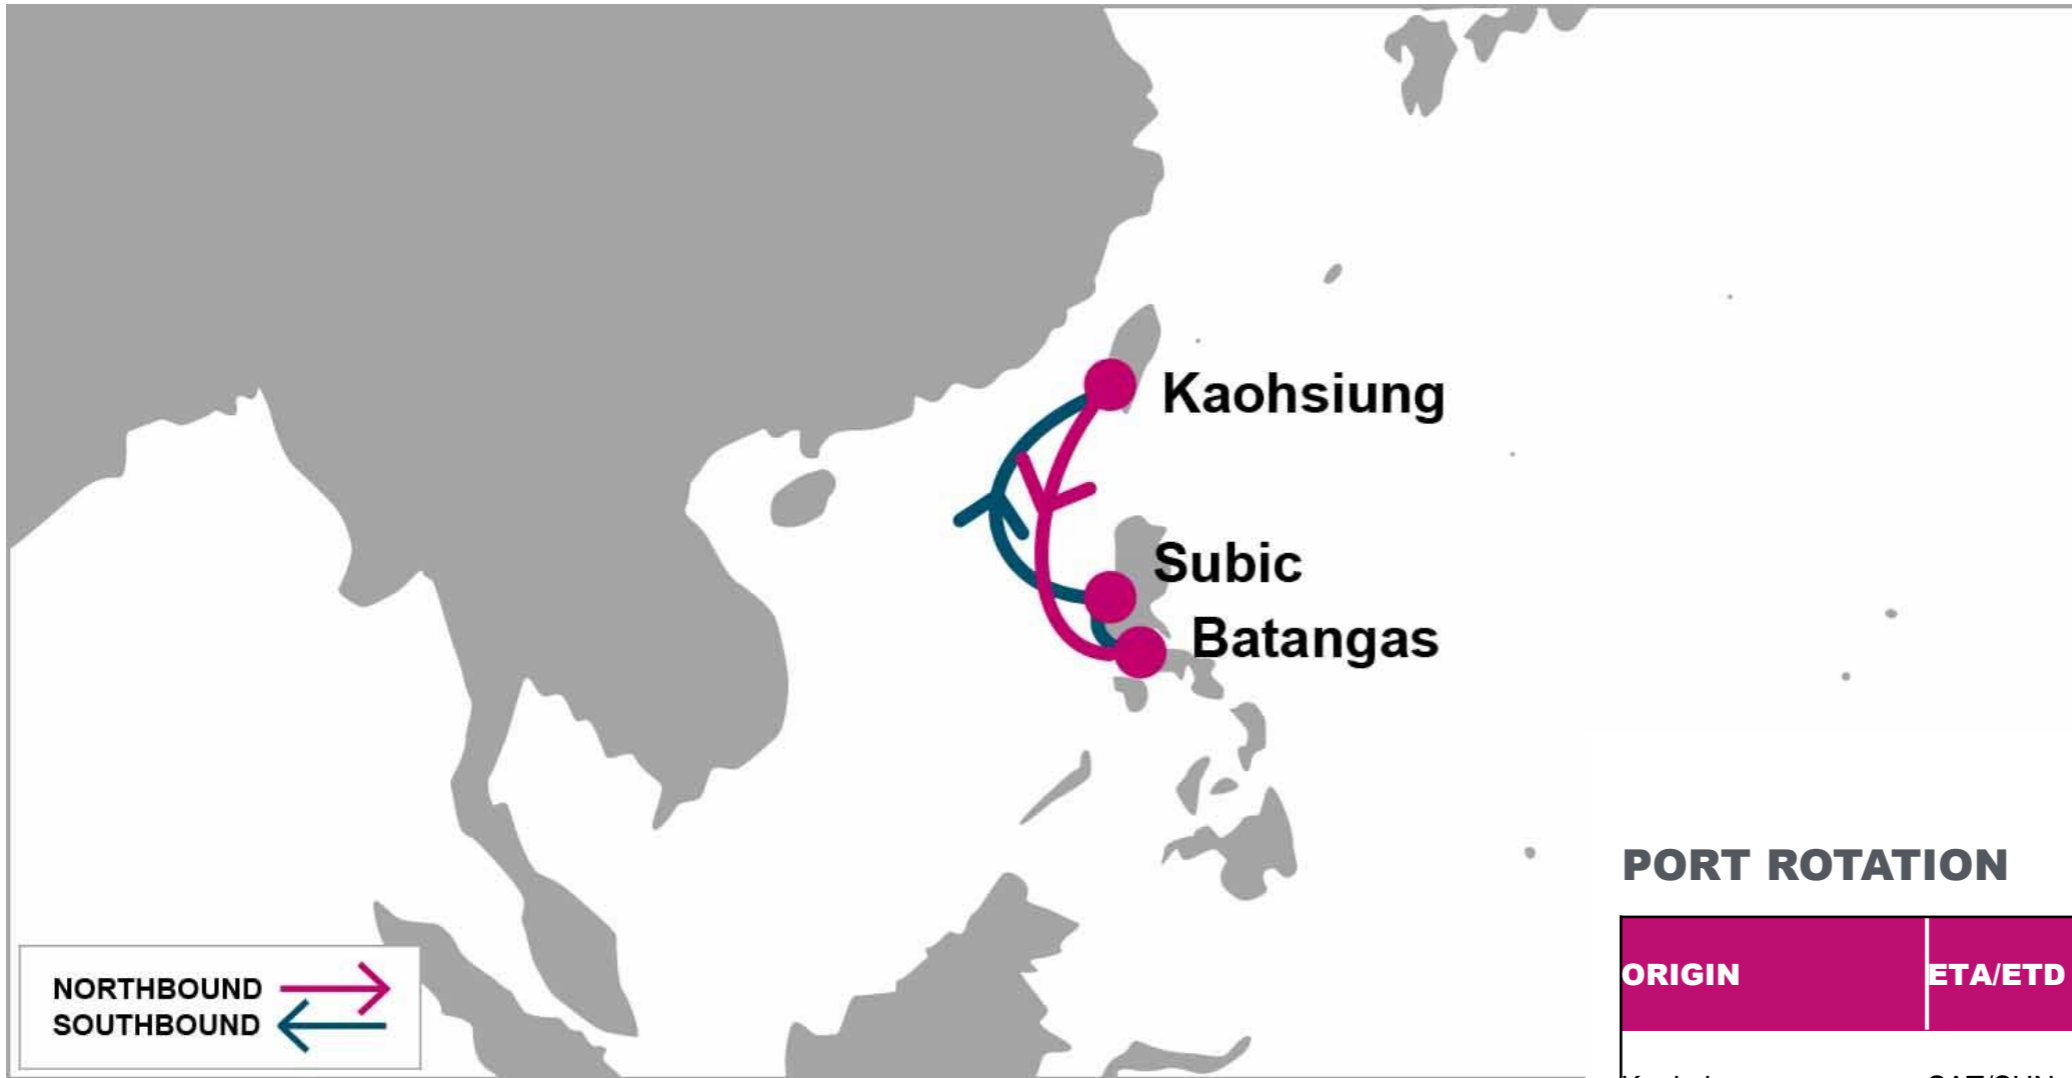 Kaohsiung
Subic
Batangas
PORT ROTATION
ORIGIN ETA/ETD
NORTHBOUND
SOUTHBOUND